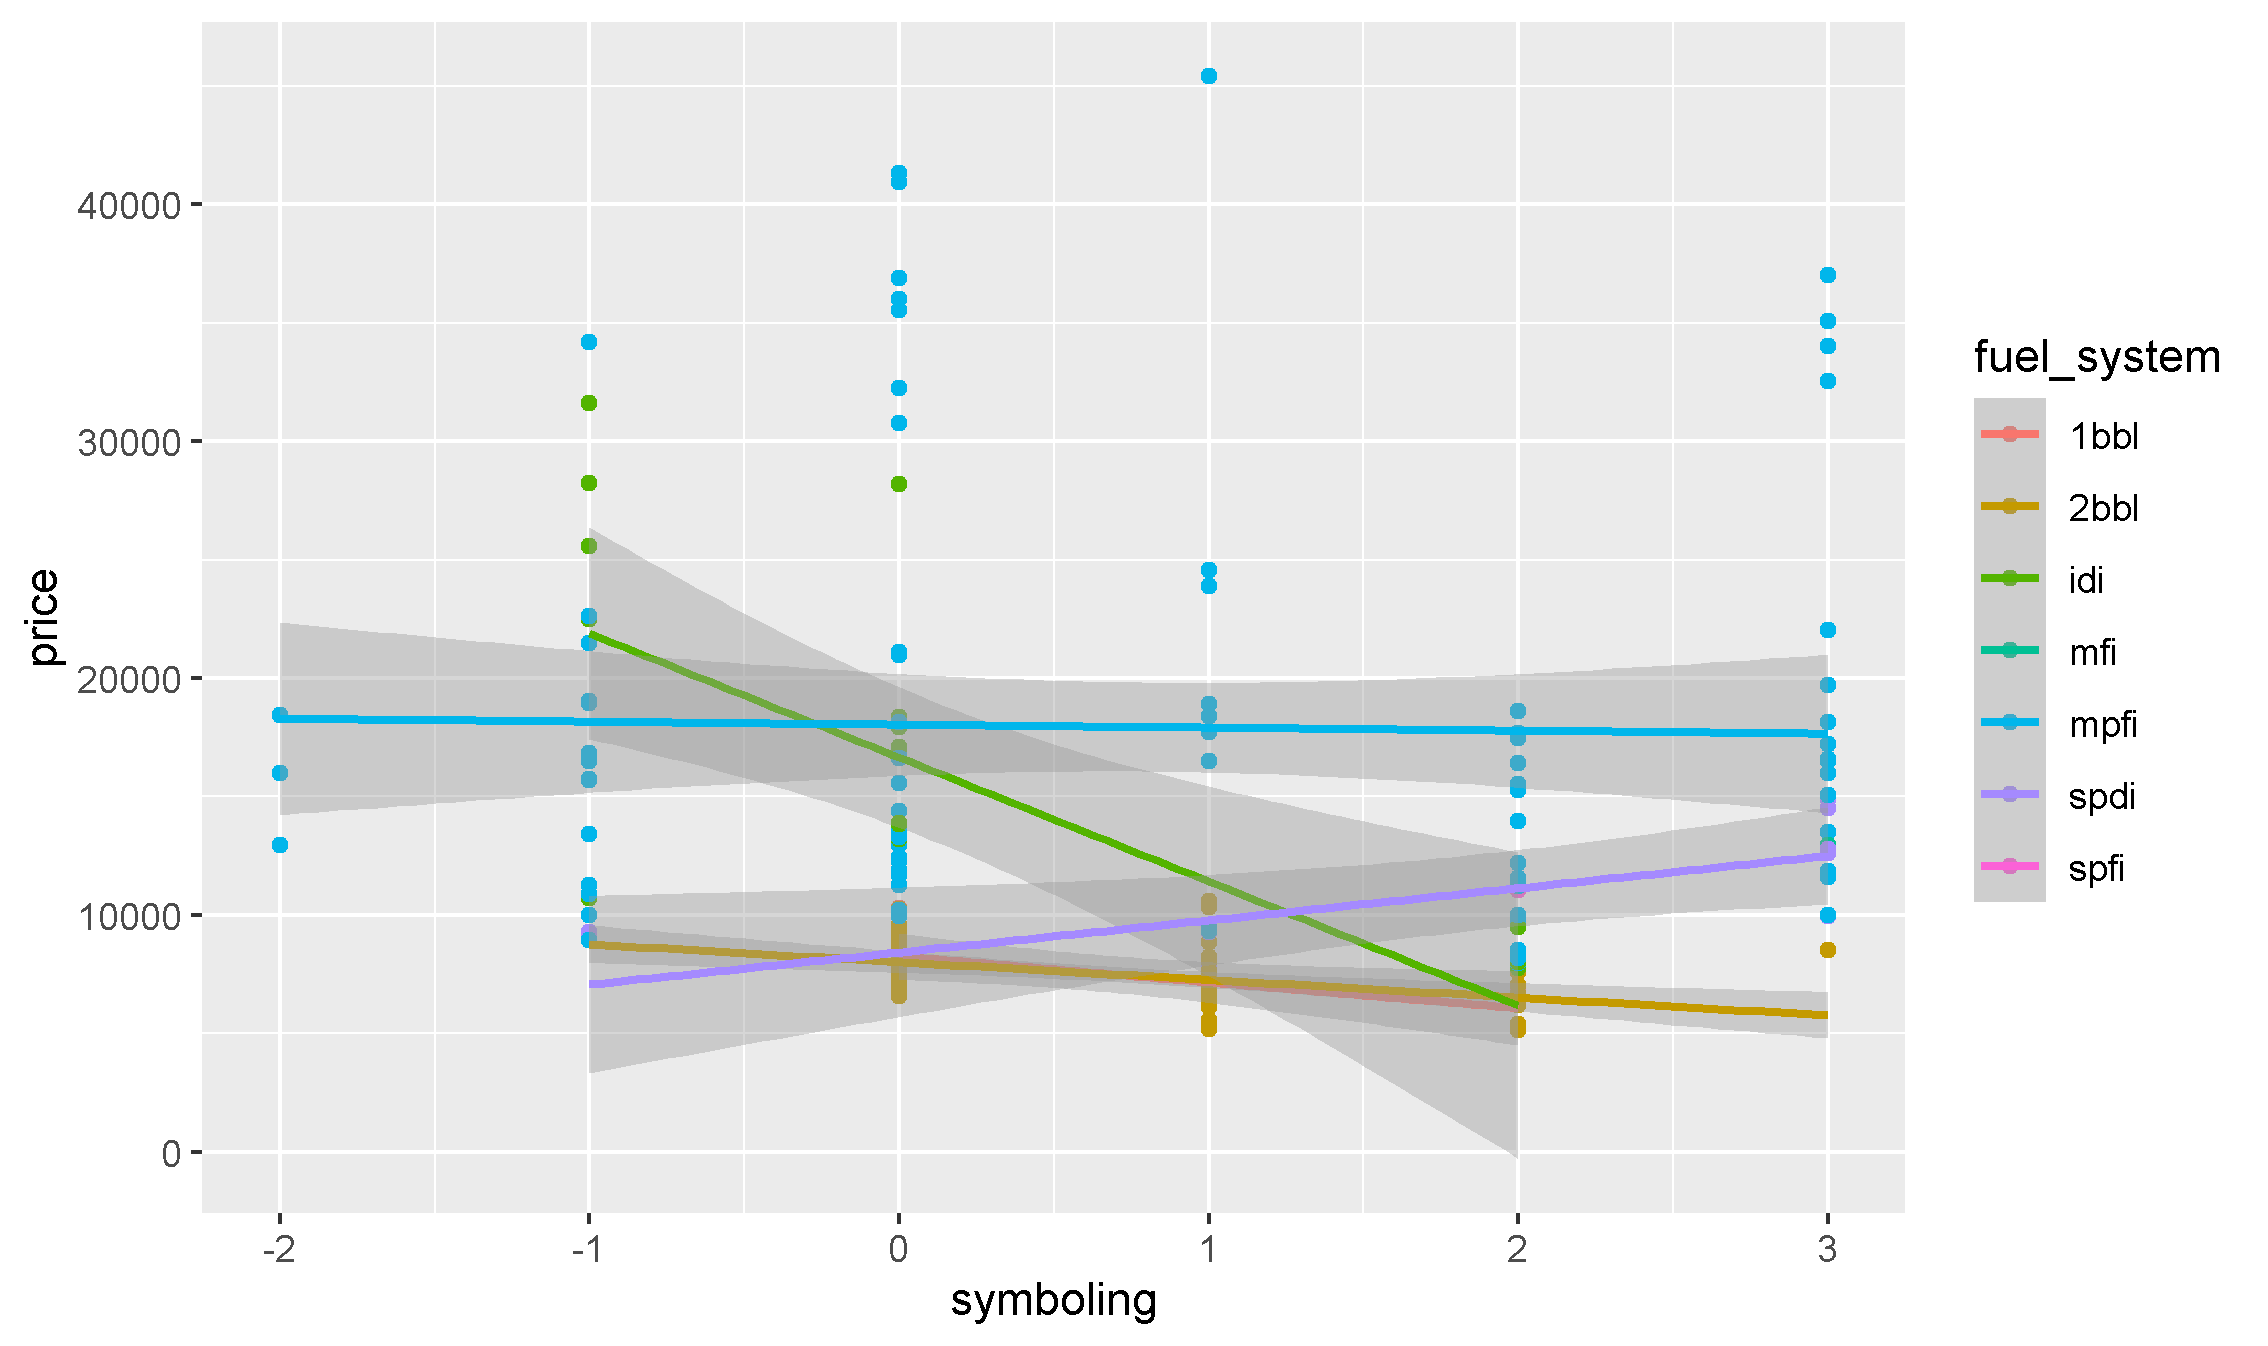 40000
30000
20000
10000
0
price
-2
-1
0
1
2
3
symboling
fuel_system
1bbl
2bbl
idi
mfi
mpfi
spdi
spfi